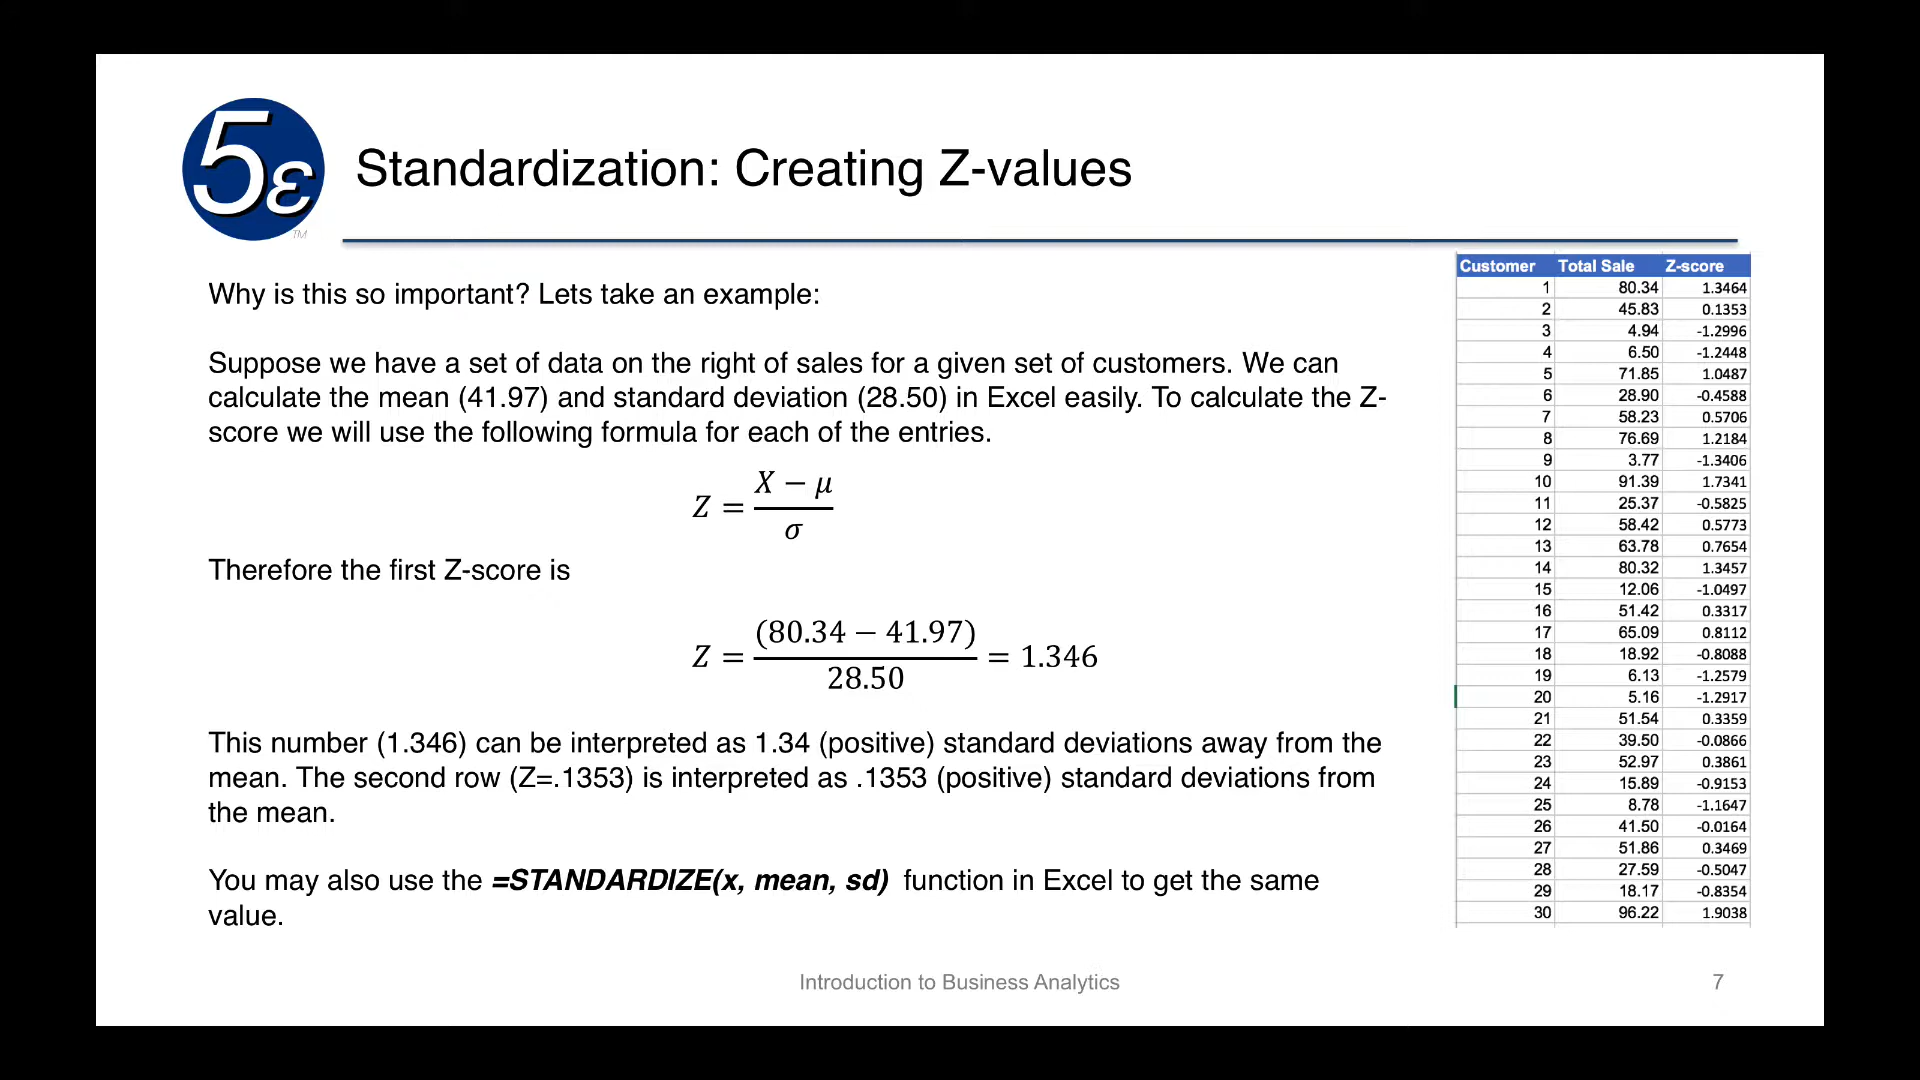 5ε
TM
Standardization: Creating Z-values
Why is this so important? Lets take an example:
Suppose we have a set of data on the right of sales for a given set of customers. We can
calculate the mean (41.97) and standard deviation (28.50) in Excel easily. To calculate the Z-
score we will use the following formula for each of the entries.
Z = (X − μ) / σ
Therefore the first Z-score is
Z = (80.34 − 41.97) / 28.50 = 1.346
This number (1.346) can be interpreted as 1.34 (positive) standard deviations away from the
mean. The second row (Z=.1353) is interpreted as .1353 (positive) standard deviations from
the mean.
You may also use the =STANDARDIZE(x, mean, sd) function in Excel to get the same
value.
Customer Total Sale Z-score
1 80.34 1.3464
2 45.83 0.1353
3 4.94 -1.2996
4 6.50 -1.2448
5 71.85 1.0487
6 28.90 -0.4588
7 58.23 0.5706
8 76.69 1.2184
9 3.77 -1.3406
10 91.39 1.7341
11 25.37 -0.5825
12 58.42 0.5773
13 63.78 0.7654
14 80.32 1.3457
15 12.06 -1.0497
16 51.42 0.3317
17 65.09 0.8112
18 18.92 -0.8088
19 6.13 -1.2579
20 5.16 -1.2917
21 51.54 0.3359
22 39.50 -0.0866
23 52.97 0.3861
24 15.89 -0.9153
25 8.78 -1.1647
26 41.50 -0.0164
27 51.86 0.3469
28 27.59 -0.5047
29 18.17 -0.8354
30 96.22 1.9038
Introduction to Business Analytics
7